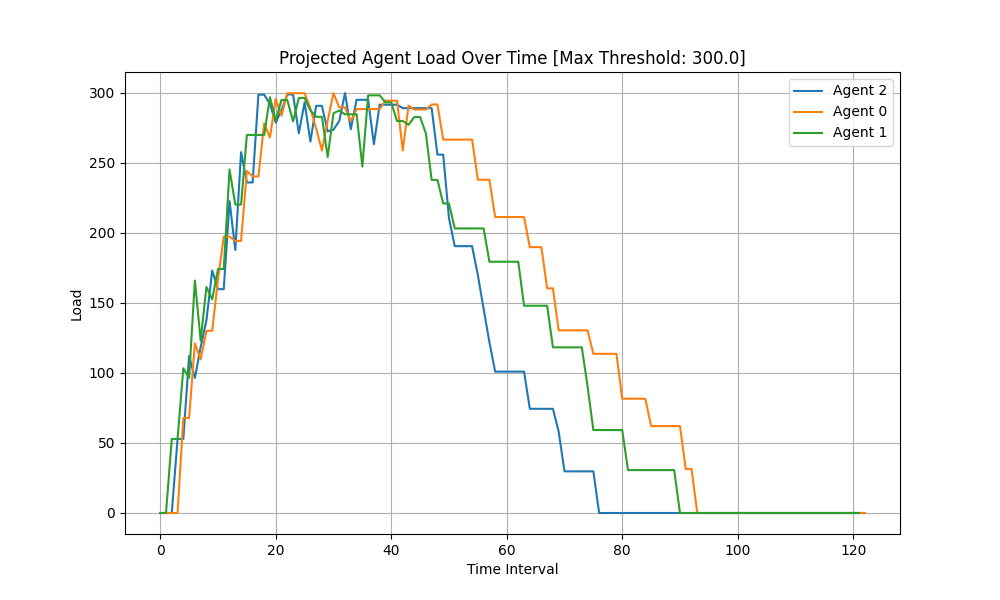 Projected Agent Load Over Time [Max Threshold: 300.0]
Agent 2
Agent 0
Agent 1
Load
300
250
200
150
100
50
0
0 20 40 60 80 100 120
Time Interval